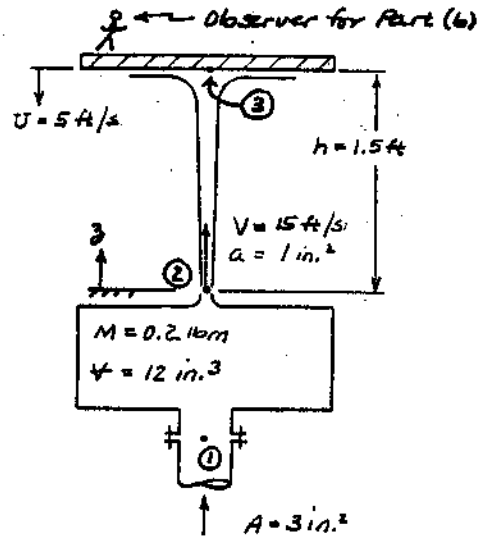 Observer for Part (b)
③
U = 5 ft/s
h = 1.5 ft
V = 15 ft/s
a = 1 in.²
z
②
M = 0.2 lbm
V = 12 in.³
①
A = 3 in.²